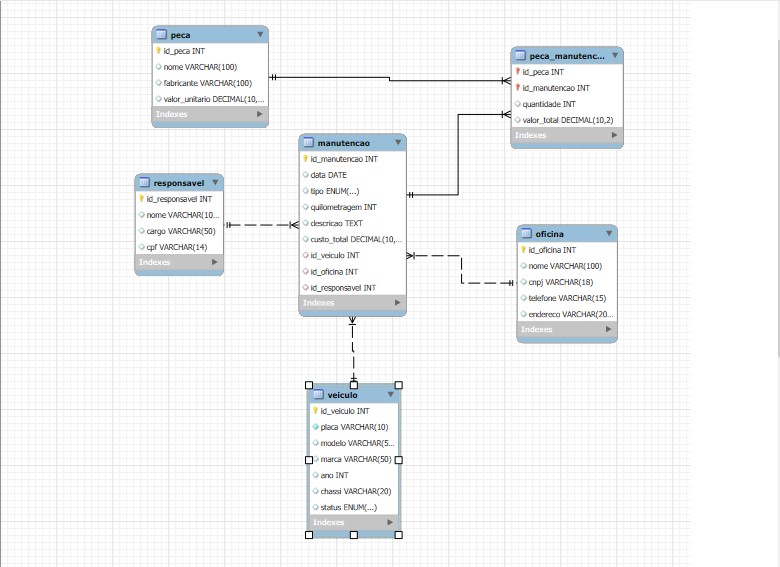 peca
id_peca INT
nome VARCHAR(100)
fabricante VARCHAR(100)
valor_unitario DECIMAL(10,...
Indexes
peca_manutenc...
id_peca INT
id_manutencao INT
quantidade INT
valor_total DECIMAL(10,2)
Indexes
manutencao
id_manutencao INT
data DATE
tipo ENUM(...)
quilometragem INT
descricao TEXT
custo_total DECIMAL(10,...
id_veiculo INT
id_oficina INT
id_responsavel INT
Indexes
responsavel
id_responsavel INT
nome VARCHAR(10...
cargo VARCHAR(50)
cpf VARCHAR(14)
Indexes
oficina
id_oficina INT
nome VARCHAR(100)
cnpj VARCHAR(18)
telefone VARCHAR(15)
endereco VARCHAR(20...
Indexes
veiculo
id_veiculo INT
placa VARCHAR(10)
modelo VARCHAR(5...
marca VARCHAR(50)
ano INT
chassi VARCHAR(20)
status ENUM(...)
Indexes